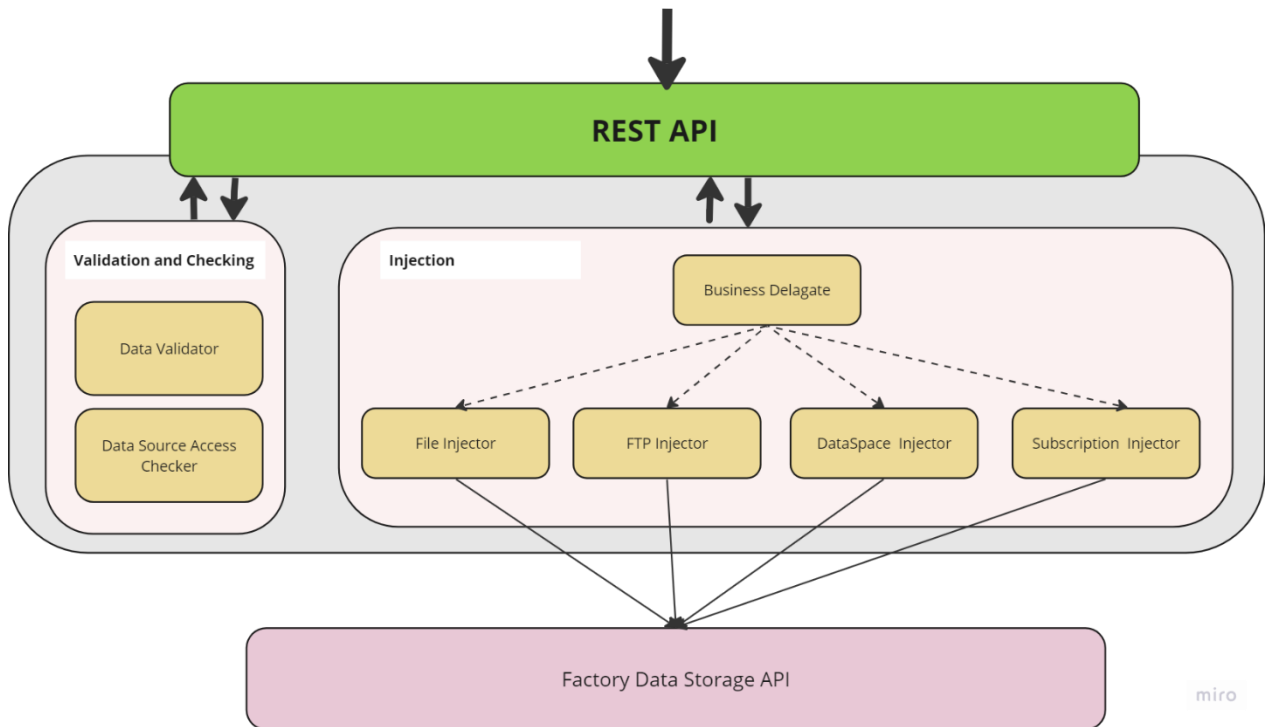 REST API
Validation and Checking
Data Validator
Data Source Access
Checker
Injection
Business Delagate
File Injector
FTP Injector
DataSpace Injector
Subscription Injector
Factory Data Storage API
miro